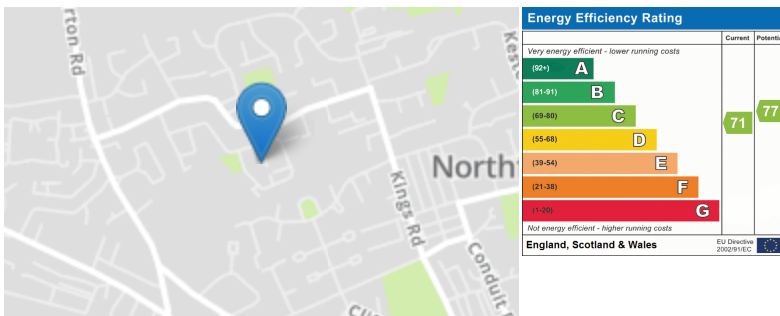 rton Rd
Kest
North
Kings Rd
Conduit R
Cli
Energy Efficiency Rating
Current Potenti
Very energy efficient - lower running costs
(92+) A
(81-91) B
(69-80) C
71
77
(55-68) D
(39-54) E
(21-38) F
(1-20) G
Not energy efficient - higher running costs
England, Scotland & Wales
EU Directive
2002/91/EC